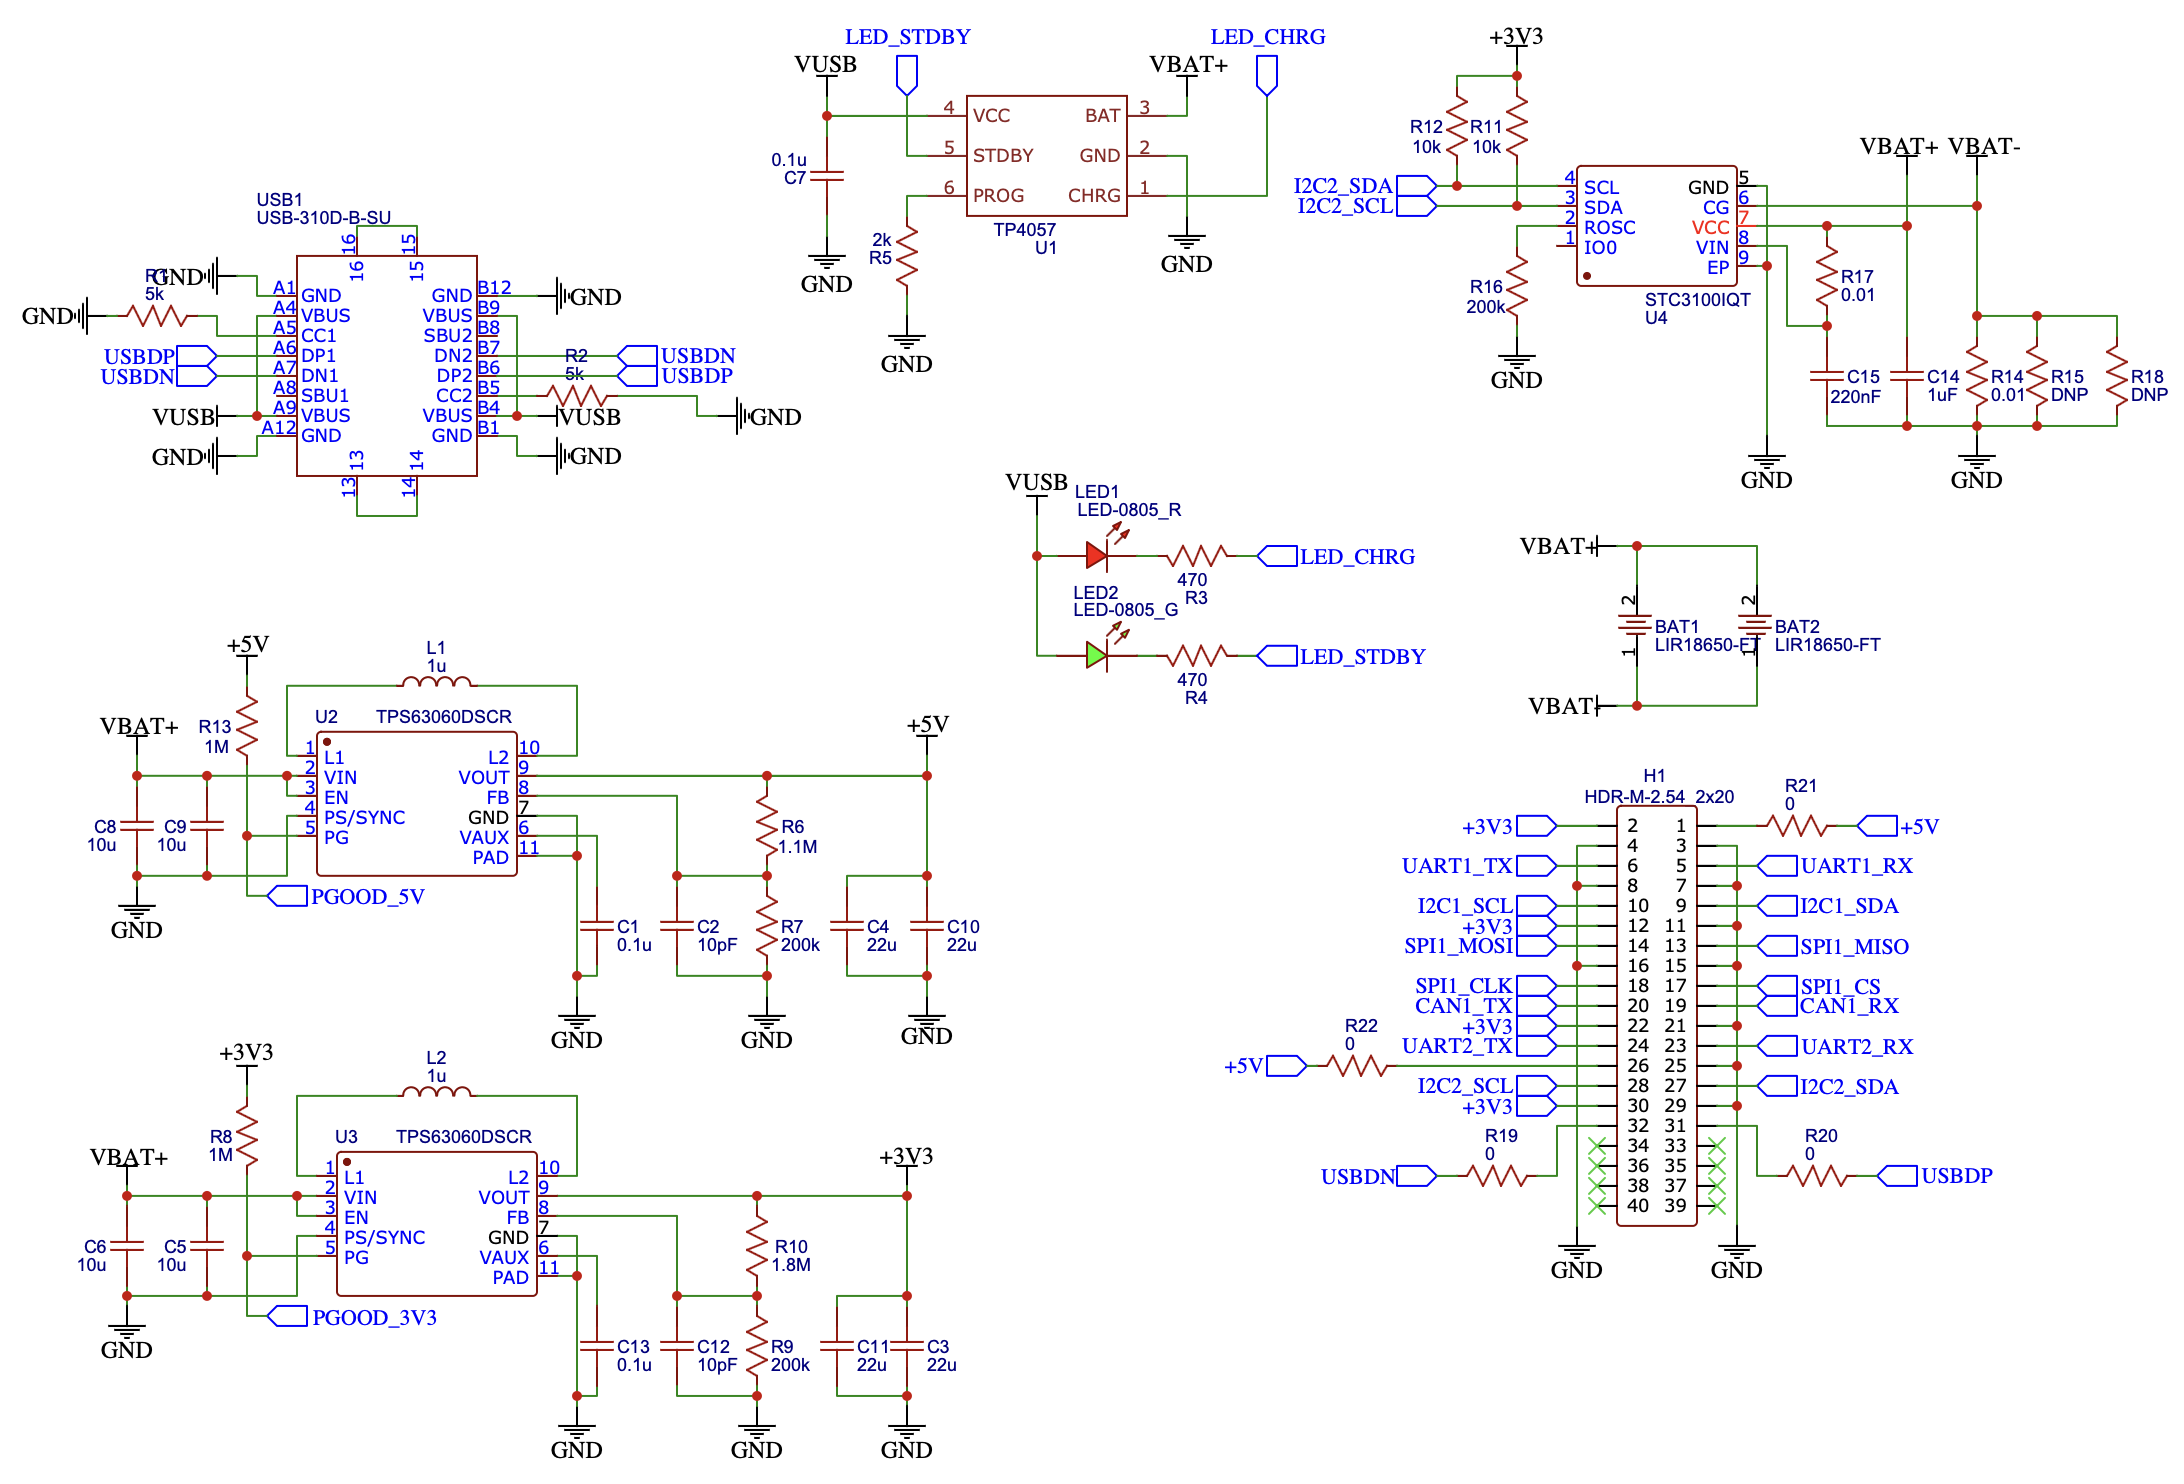 LED_STDBY
LED_CHRG
VUSB
VBAT+
4 VCC
BAT 3
5 STDBY
GND 2
6 PROG
CHRG 1
TP4057
U1
0.1u
C7
GND
2k
R5
GND
GND
+3V3
R12
10k
R11
10k
VBAT+
VBAT-
I2C2_SDA
I2C2_SCL
4 SCL
3 SDA
2 ROSC
1 IO0
GND 5
CG 6
VCC 7
VIN 8
EP 9
STC3100IQT
U4
R16
200k
GND
R17
0.01
C15
220nF
C14
1uF
R14
0.01
R15
DNP
R18
DNP
GND
GND
USB1
USB-310D-B-SU
16
15
16
15
GND
5k
GND
A1 GND
A4 VBUS
A5 CC1
A6 DP1
A7 DN1
A8 SBU1
A9 VBUS
A12 GND
USBDP
USBDN
VUSB
GND
GND B12
VBUS B9
SBU2 B8
DN2 B7
DP2 B6
CC2 B5
VBUS B4
GND B1
GND
R2
5k
USBDN
USBDP
VUSB
GND
GND
13
14
13
14
VUSB
LED1
LED-0805_R
LED_CHRG
470
R3
LED2
LED-0805_G
LED_STDBY
470
R4
VBAT+
2
2
BAT1
LIR18650-FT
BAT2
LIR18650-FT
1
1
VBAT-
+5V
L1
1u
VBAT+
R13
1M
U2
TPS63060DSCR
+5V
1 L1
2 VIN
3 EN
4 PS/SYNC
5 PG
L2 10
VOUT 9
FB 8
GND 7
VAUX 6
PAD 11
C8
10u
C9
10u
GND
PGOOD_5V
R6
1.1M
C1
0.1u
C2
10pF
R7
200k
C4
22u
C10
22u
GND
GND
GND
+3V3
L2
1u
VBAT+
R8
1M
U3
TPS63060DSCR
+3V3
1 L1
2 VIN
3 EN
4 PS/SYNC
5 PG
L2 10
VOUT 9
FB 8
GND 7
VAUX 6
PAD 11
C6
10u
C5
10u
GND
PGOOD_3V3
R10
1.8M
C13
0.1u
C12
10pF
R9
200k
C11
22u
C3
22u
GND
GND
GND
H1
HDR-M-2.54 2x20
R21
0
+3V3 2 1 +5V
4 3
UART1_TX 6 5 UART1_RX
8 7
I2C1_SCL 10 9 I2C1_SDA
+3V3 12 11
SPI1_MOSI 14 13 SPI1_MISO
16 15
SPI1_CLK 18 17 SPI1_CS
CAN1_TX 20 19 CAN1_RX
+3V3 22 21
UART2_TX 24 23 UART2_RX
R22
0
+5V 26 25
I2C2_SCL 28 27 I2C2_SDA
+3V3 30 29
32 31
R19
0
R20
0
34 33
36 35
USBDN
USBDP
38 37
40 39
GND
GND